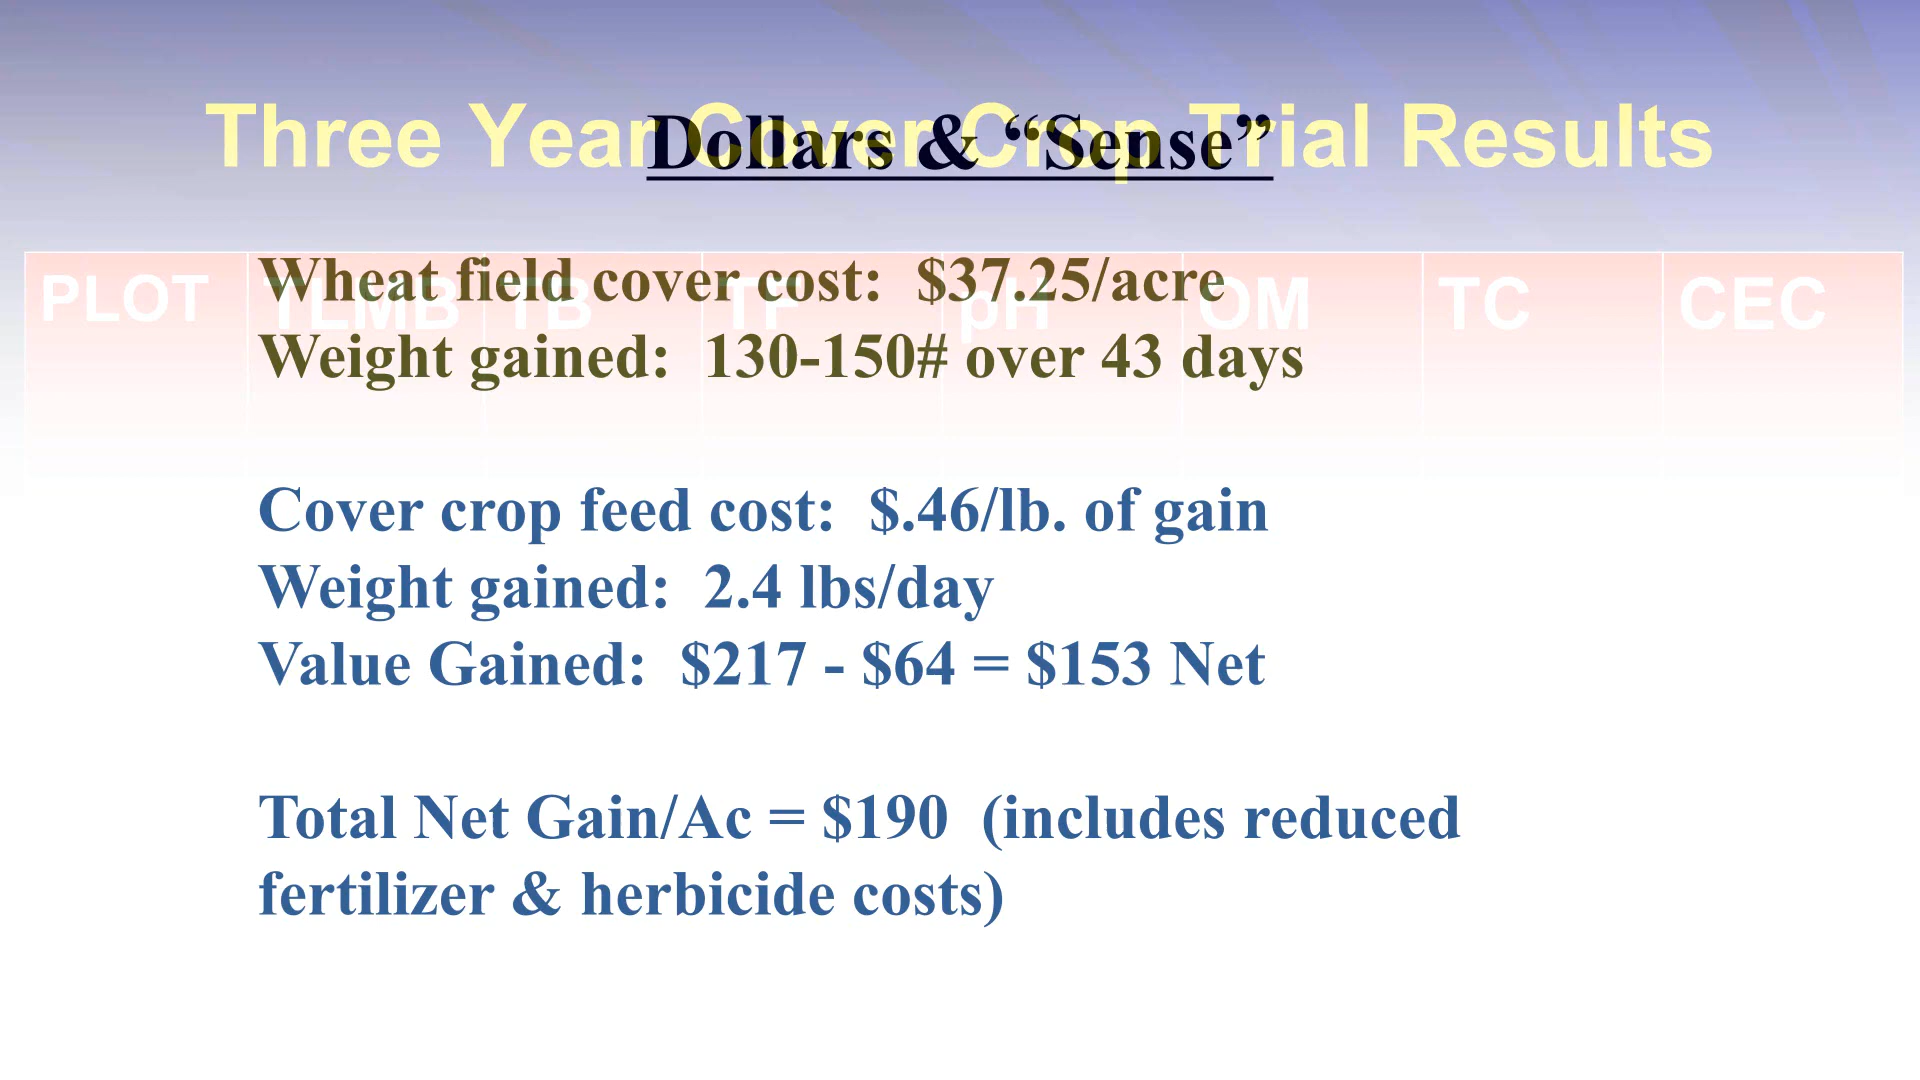 Three Year Cover Crop Trial Results
Dollars & “Sense”
PLOT TLMB TB TF pH OM TC CEC
Wheat field cover cost: $37.25/acre
Weight gained: 130-150# over 43 days
Cover crop feed cost: $.46/lb. of gain
Weight gained: 2.4 lbs/day
Value Gained: $217 - $64 = $153 Net
Total Net Gain/Ac = $190 (includes reduced
fertilizer & herbicide costs)